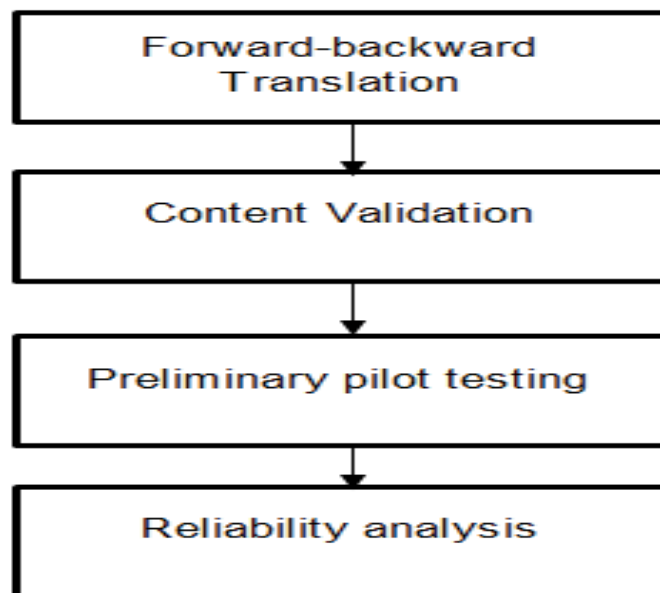 Forward-backward
Translation
Content Validation
Preliminary pilot testing
Reliability analysis